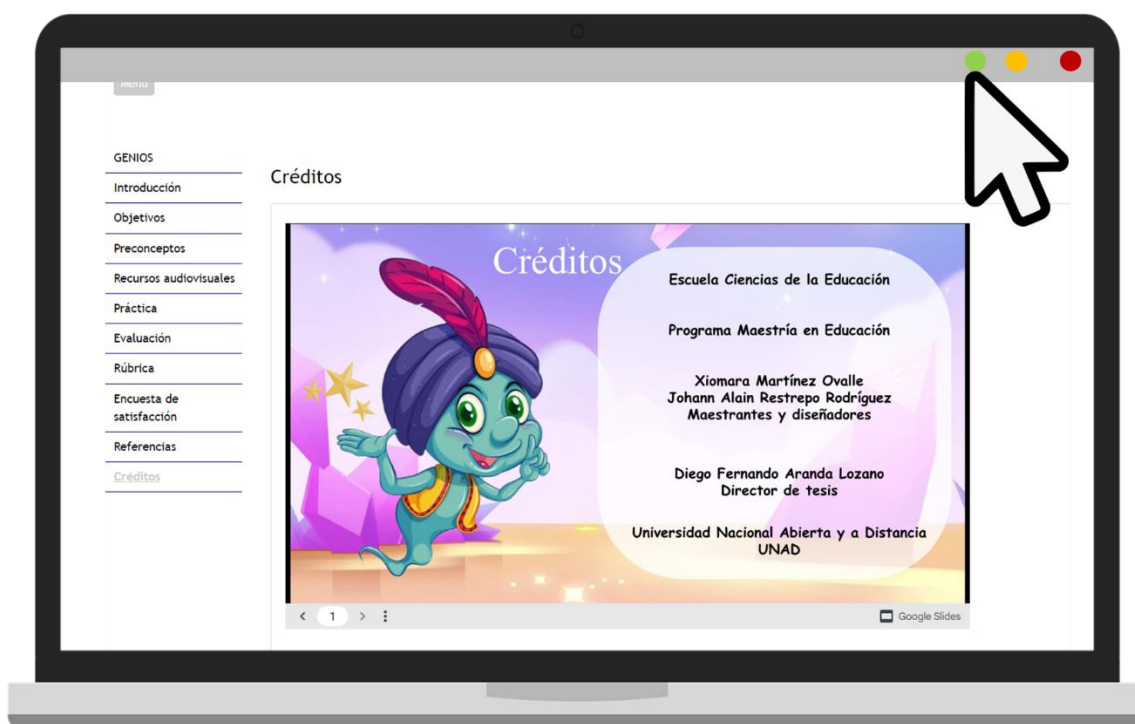 Menú
GENIOS
Introducción
Objetivos
Preconceptos
Recursos audiovisuales
Práctica
Evaluación
Rúbrica
Encuesta de
satisfacción
Referencias
Créditos
Créditos
Créditos
Escuela Ciencias de la Educación
Programa Maestría en Educación
Xiomara Martínez Ovalle
Johann Alain Restrepo Rodríguez
Maestrantes y diseñadores
Diego Fernando Aranda Lozano
Director de tesis
Universidad Nacional Abierta y a Distancia
UNAD
1
Google Slides